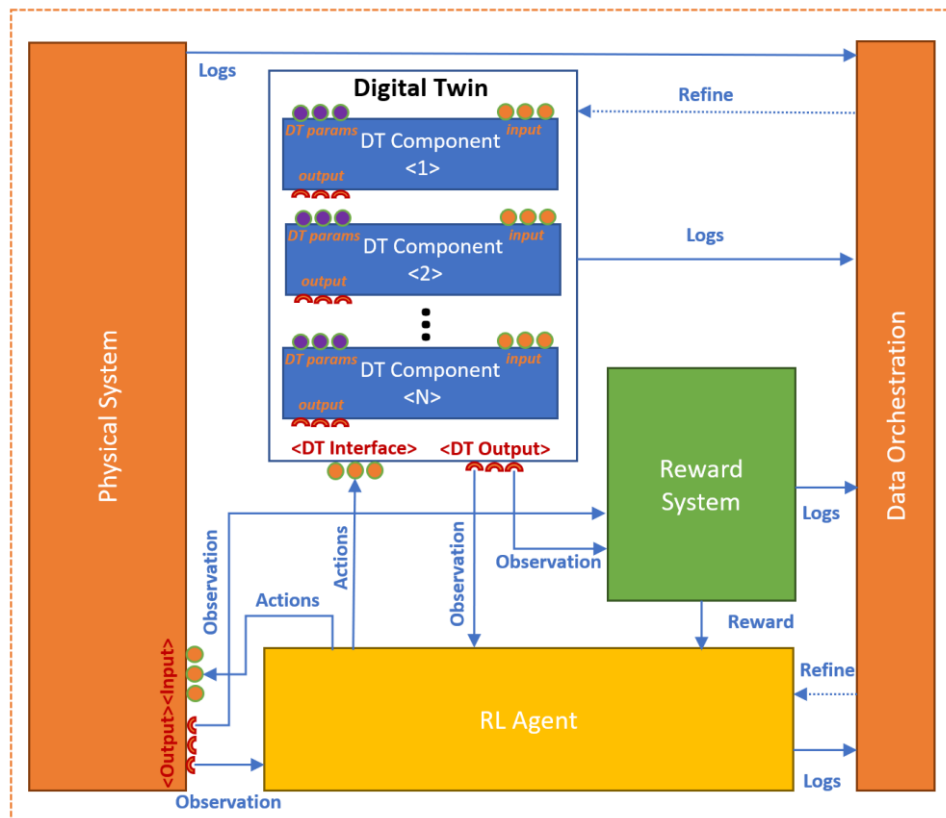 Physical System
Logs
Digital Twin
Refine
DT params
input
DT Component
<1>
output
DT params
input
DT Component
<2>
output
Logs
DT params
input
DT Component
<N>
output
<DT Interface>
<DT Output>
Data Orchestration
Reward
System
Logs
Observation
Actions
Observation
Observation
Actions
Reward
<Input>
<Output>
RL Agent
Refine
Logs
Observation